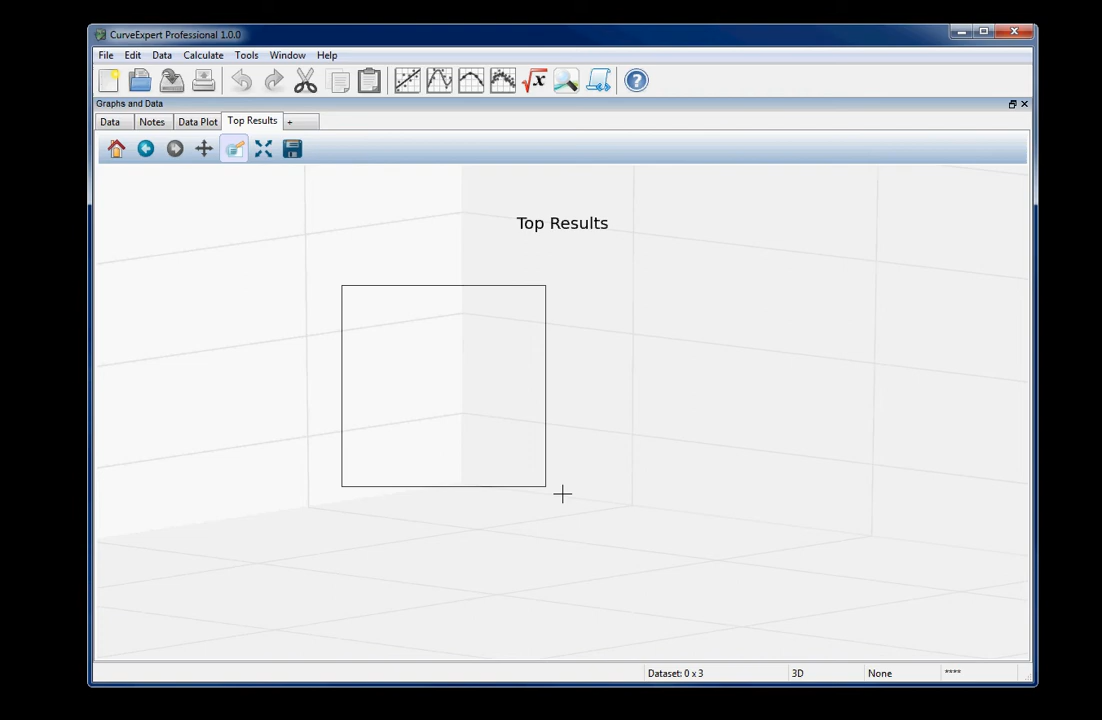 CurveExpert Professional 1.0.0
File Edit Data Calculate Tools Window Help
Graphs and Data
Data Notes Data Plot Top Results +
Top Results
Dataset: 0 x 3 3D None ****